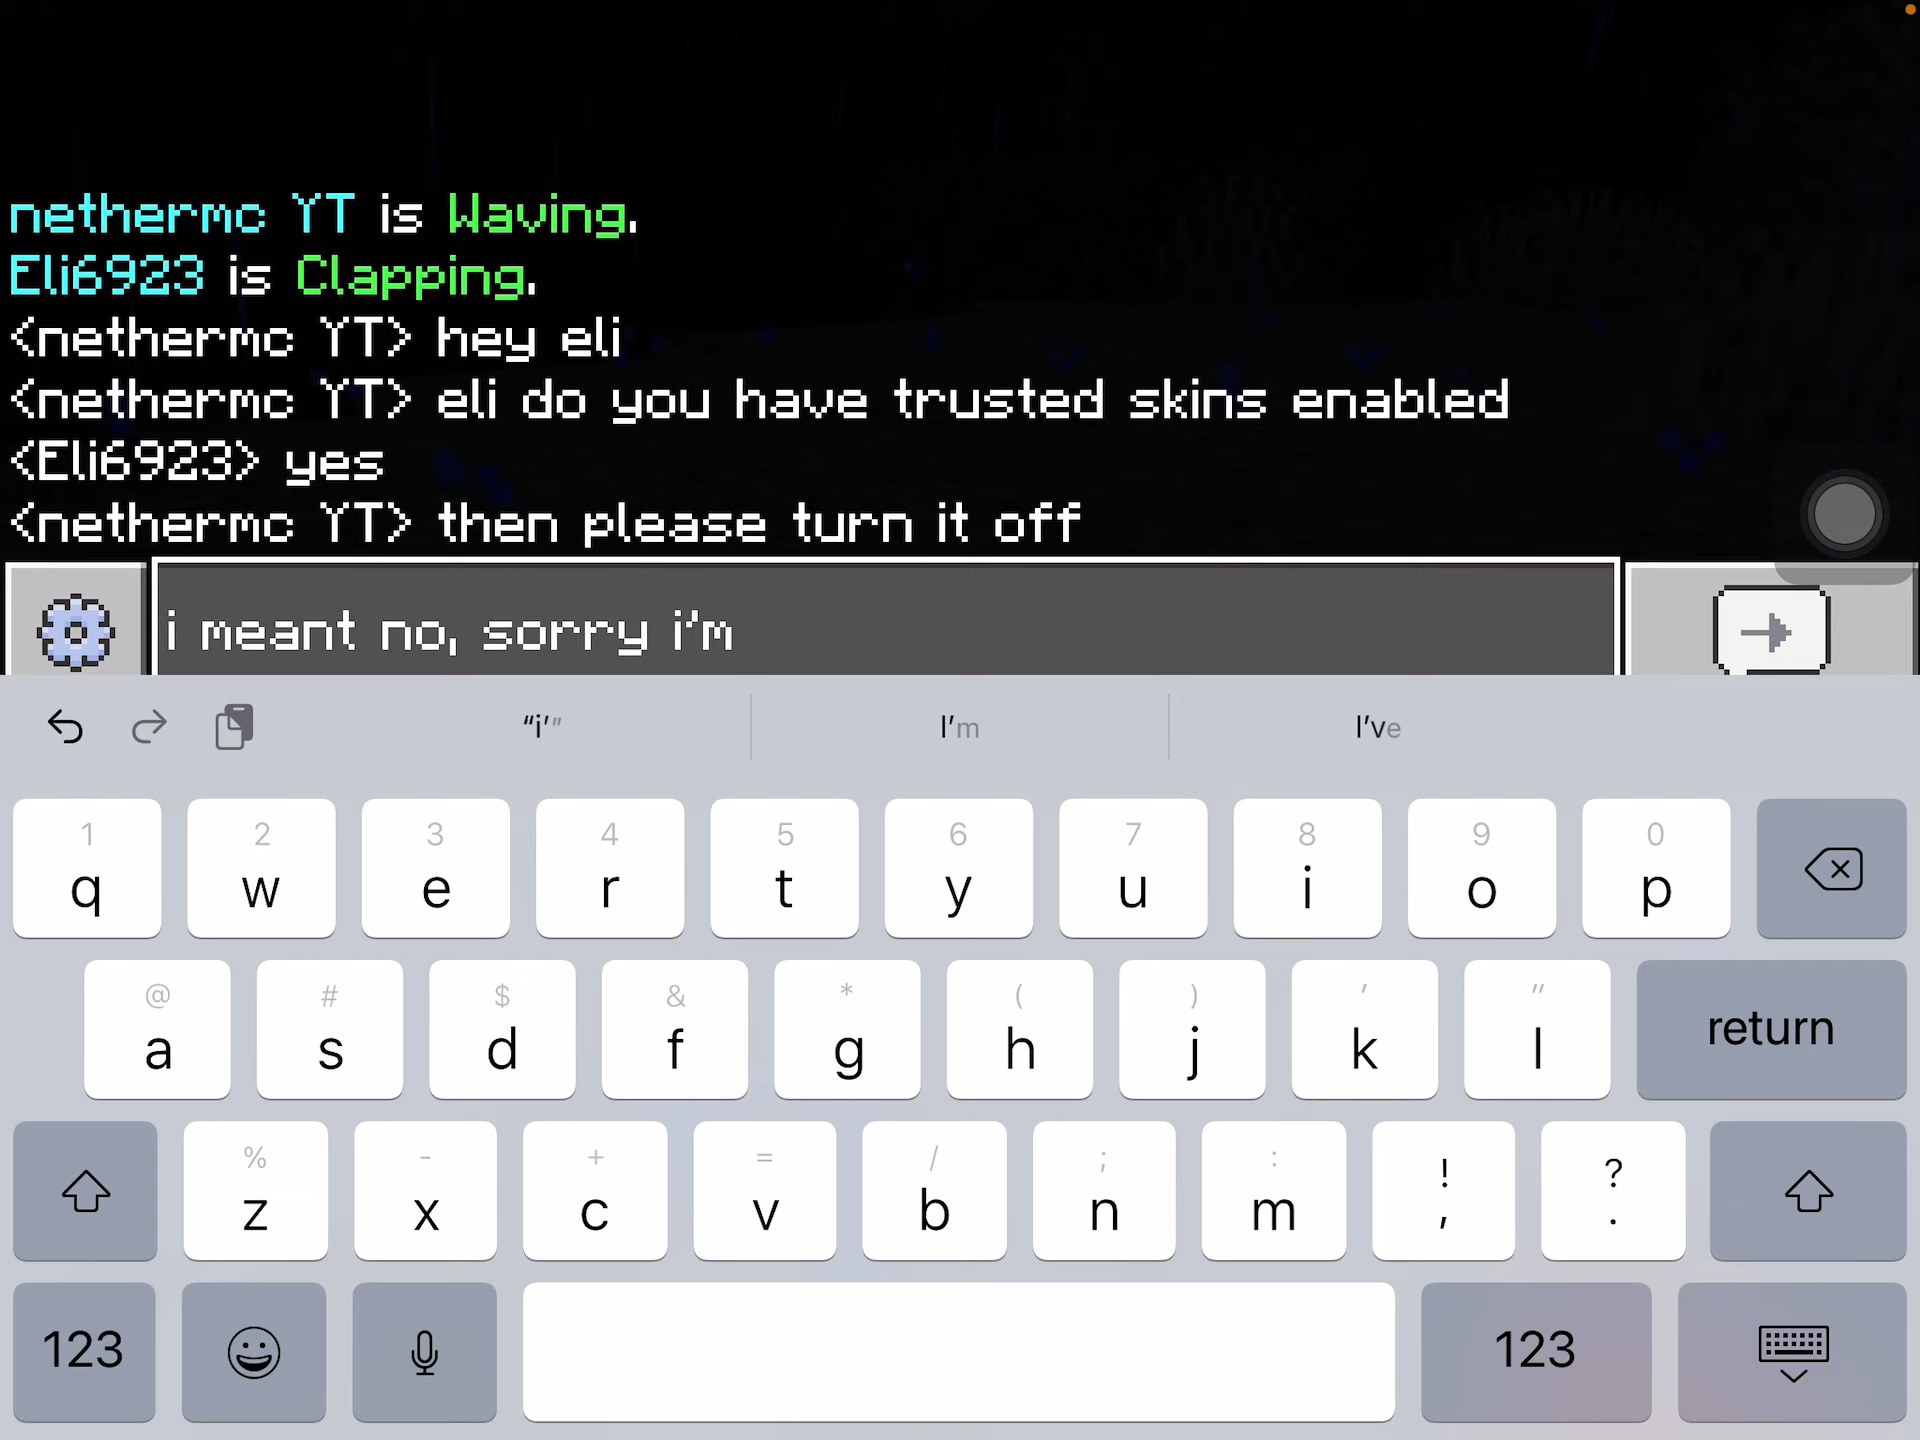 nethermc YT is Waving.
Eli6923 is Clapping.
<nethermc YT> hey eli
<nethermc YT> eli do you have trusted skins enabled
<Eli6923> yes
<nethermc YT> then please turn it off
i meant no, sorry i'm
“i’” I’m I’ve
1 2 3 4 5 6 7 8 9 0
q w e r t y u i o p
@ # $ & * ( ) ' "
a s d f g h j k l return
% - + = / ; : ! ?
z x c v b n m , .
123 123